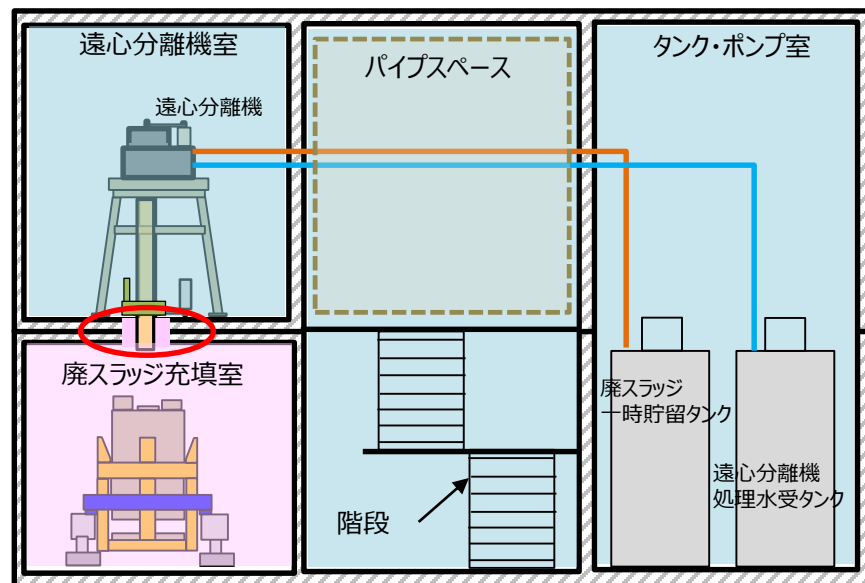 遠心分離機室
遠心分離機
パイプスペース
タンク・ポンプ室
廃スラッジ充填室
廃スラッジ
一時貯留タンク
遠心分離機
処理水受タンク
階段